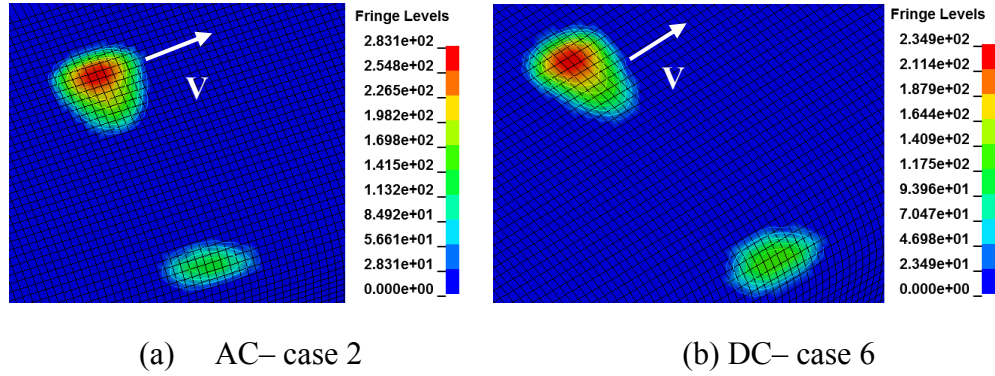 Fringe Levels
2.831e+02
2.548e+02
2.265e+02
1.982e+02
1.698e+02
1.415e+02
1.132e+02
8.492e+01
5.661e+01
2.831e+01
0.000e+00
V
Fringe Levels
2.349e+02
2.114e+02
1.879e+02
1.644e+02
1.409e+02
1.175e+02
9.396e+01
7.047e+01
4.698e+01
2.349e+01
0.000e+00
V
(a) AC– case 2
(b) DC– case 6